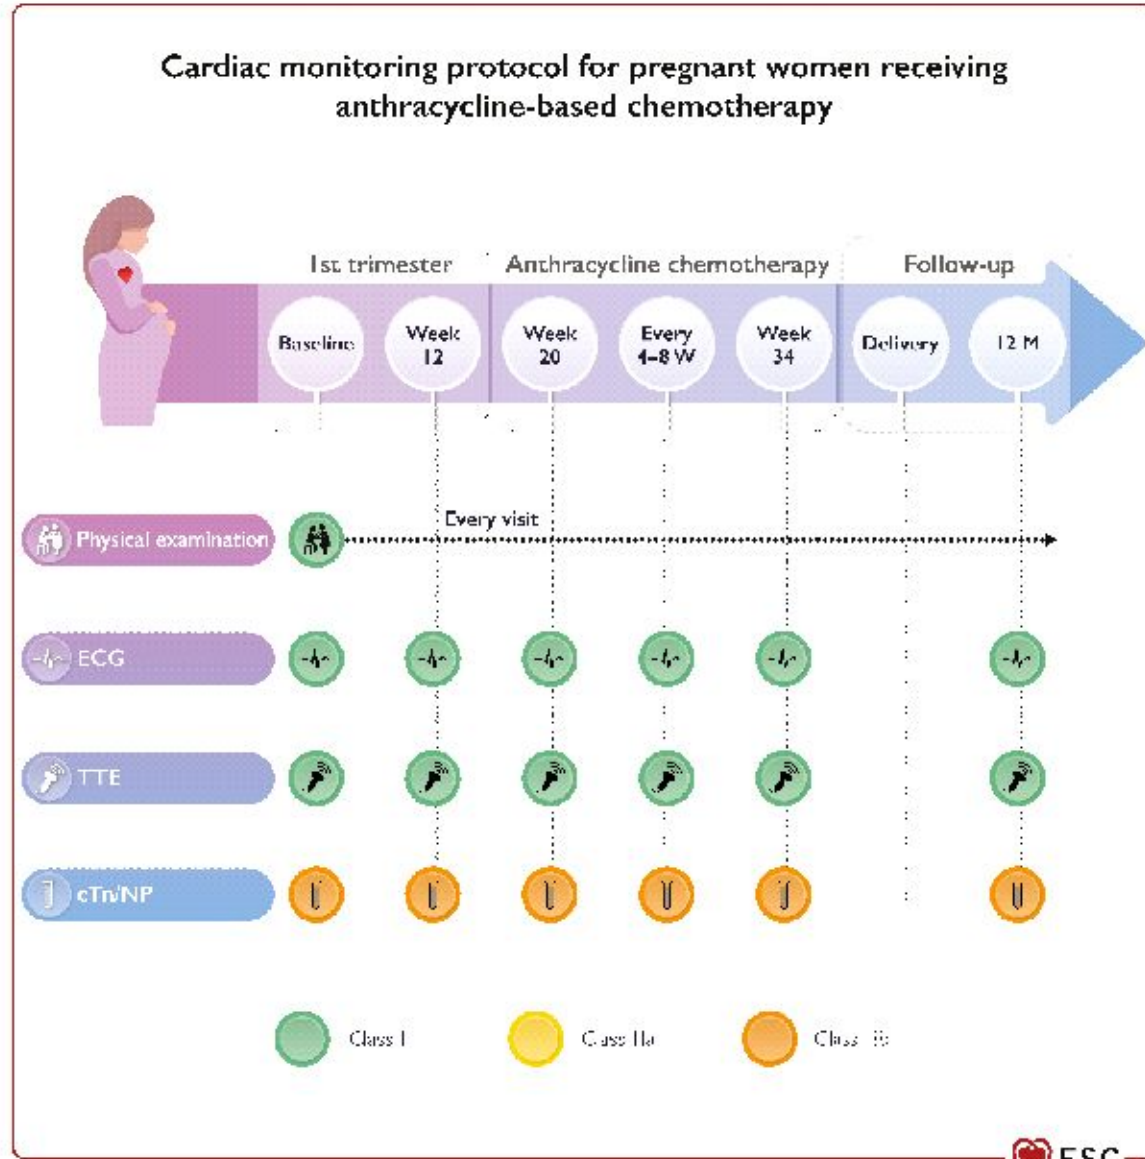 Cardiac monitoring protocol for pregnant women receiving
anthracycline-based chemotherapy
1st trimester
Anthracycline chemotherapy
Follow-up
Baseline
Week
12
Week
20
Every
4–8 W
Week
34
Delivery
12 M
Every visit
Physical examination
ECG
TTE
cTn/NP
Class I
Class IIa
Class IIb
ESC